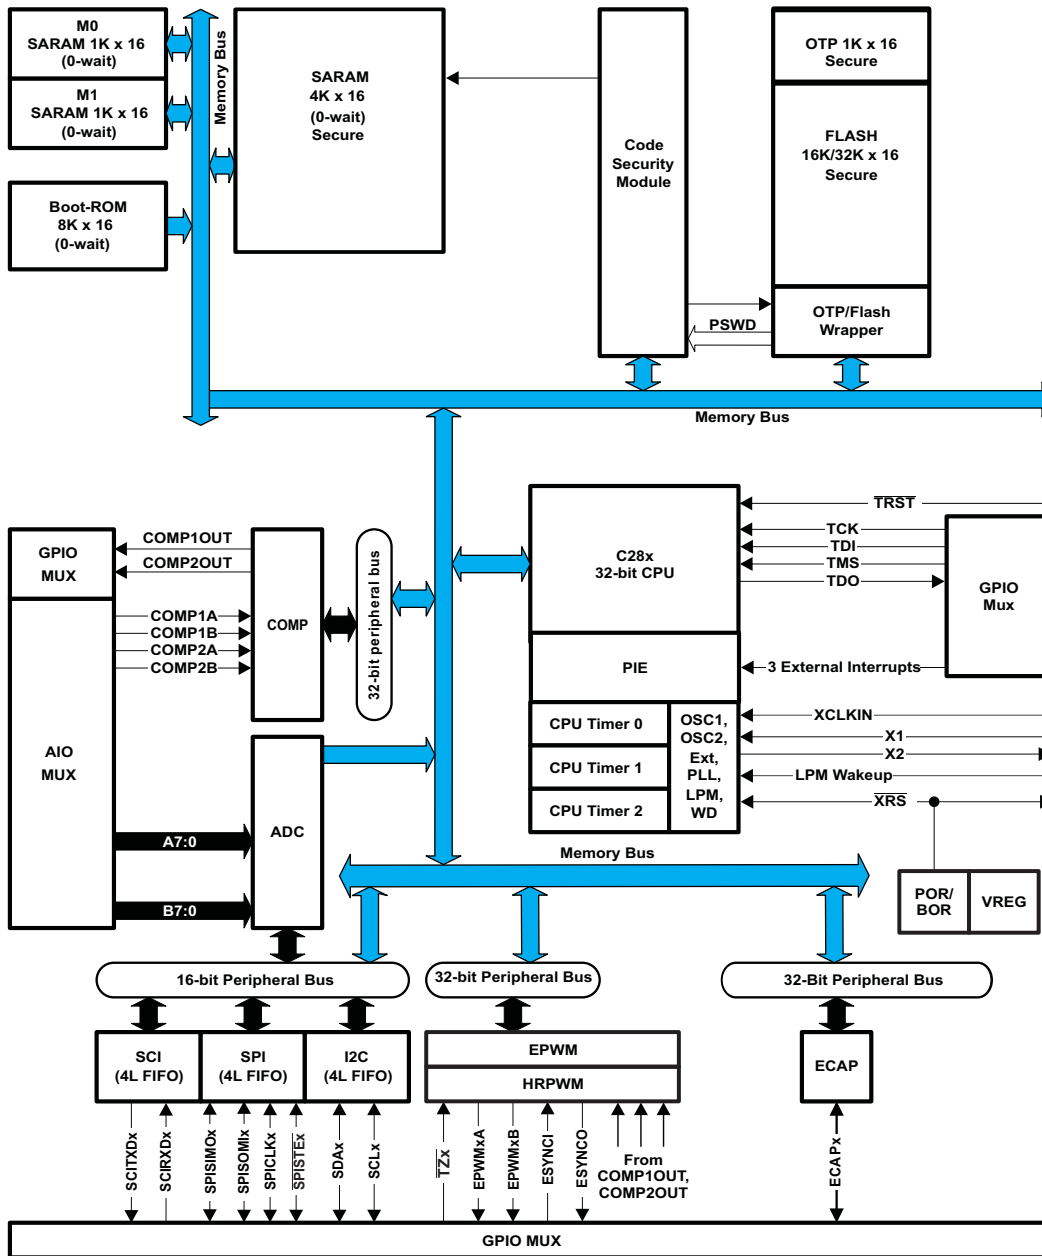 M0
SARAM 1K x 16
(0-wait)
M1
SARAM 1K x 16
(0-wait)
Boot-ROM
8K x 16
(0-wait)
Memory Bus
SARAM
4K x 16
(0-wait)
Secure
Code
Security
Module
OTP 1K x 16
Secure
FLASH
16K/32K x 16
Secure
OTP/Flash
Wrapper
PSWD
Memory Bus
GPIO
MUX
AIO
MUX
COMP1OUT
COMP2OUT
COMP1A
COMP1B
COMP2A
COMP2B
COMP
32-bit peripheral bus
A7:0
B7:0
ADC
C28x
32-bit CPU
PIE
CPU Timer 0
CPU Timer 1
CPU Timer 2
OSC1,
OSC2,
Ext,
PLL,
LPM,
WD
TRST
TCK
TDI
TMS
TDO
GPIO
Mux
3 External Interrupts
XCLKIN
X1
X2
LPM Wakeup
XRS
POR/
BOR
VREG
Memory Bus
16-bit Peripheral Bus
32-bit Peripheral Bus
32-Bit Peripheral Bus
SCI
(4L FIFO)
SPI
(4L FIFO)
I2C
(4L FIFO)
EPWM
HRPWM
ECAP
SCITXDx
SCIRXDx
SPISIMOx
SPISOMIx
SPICLKx
SPISTEx
SDAx
SCLx
TZx
EPWMxA
EPWMxB
ESYNCI
ESYNCO
From
COMP1OUT,
COMP2OUT
ECAPx
GPIO MUX